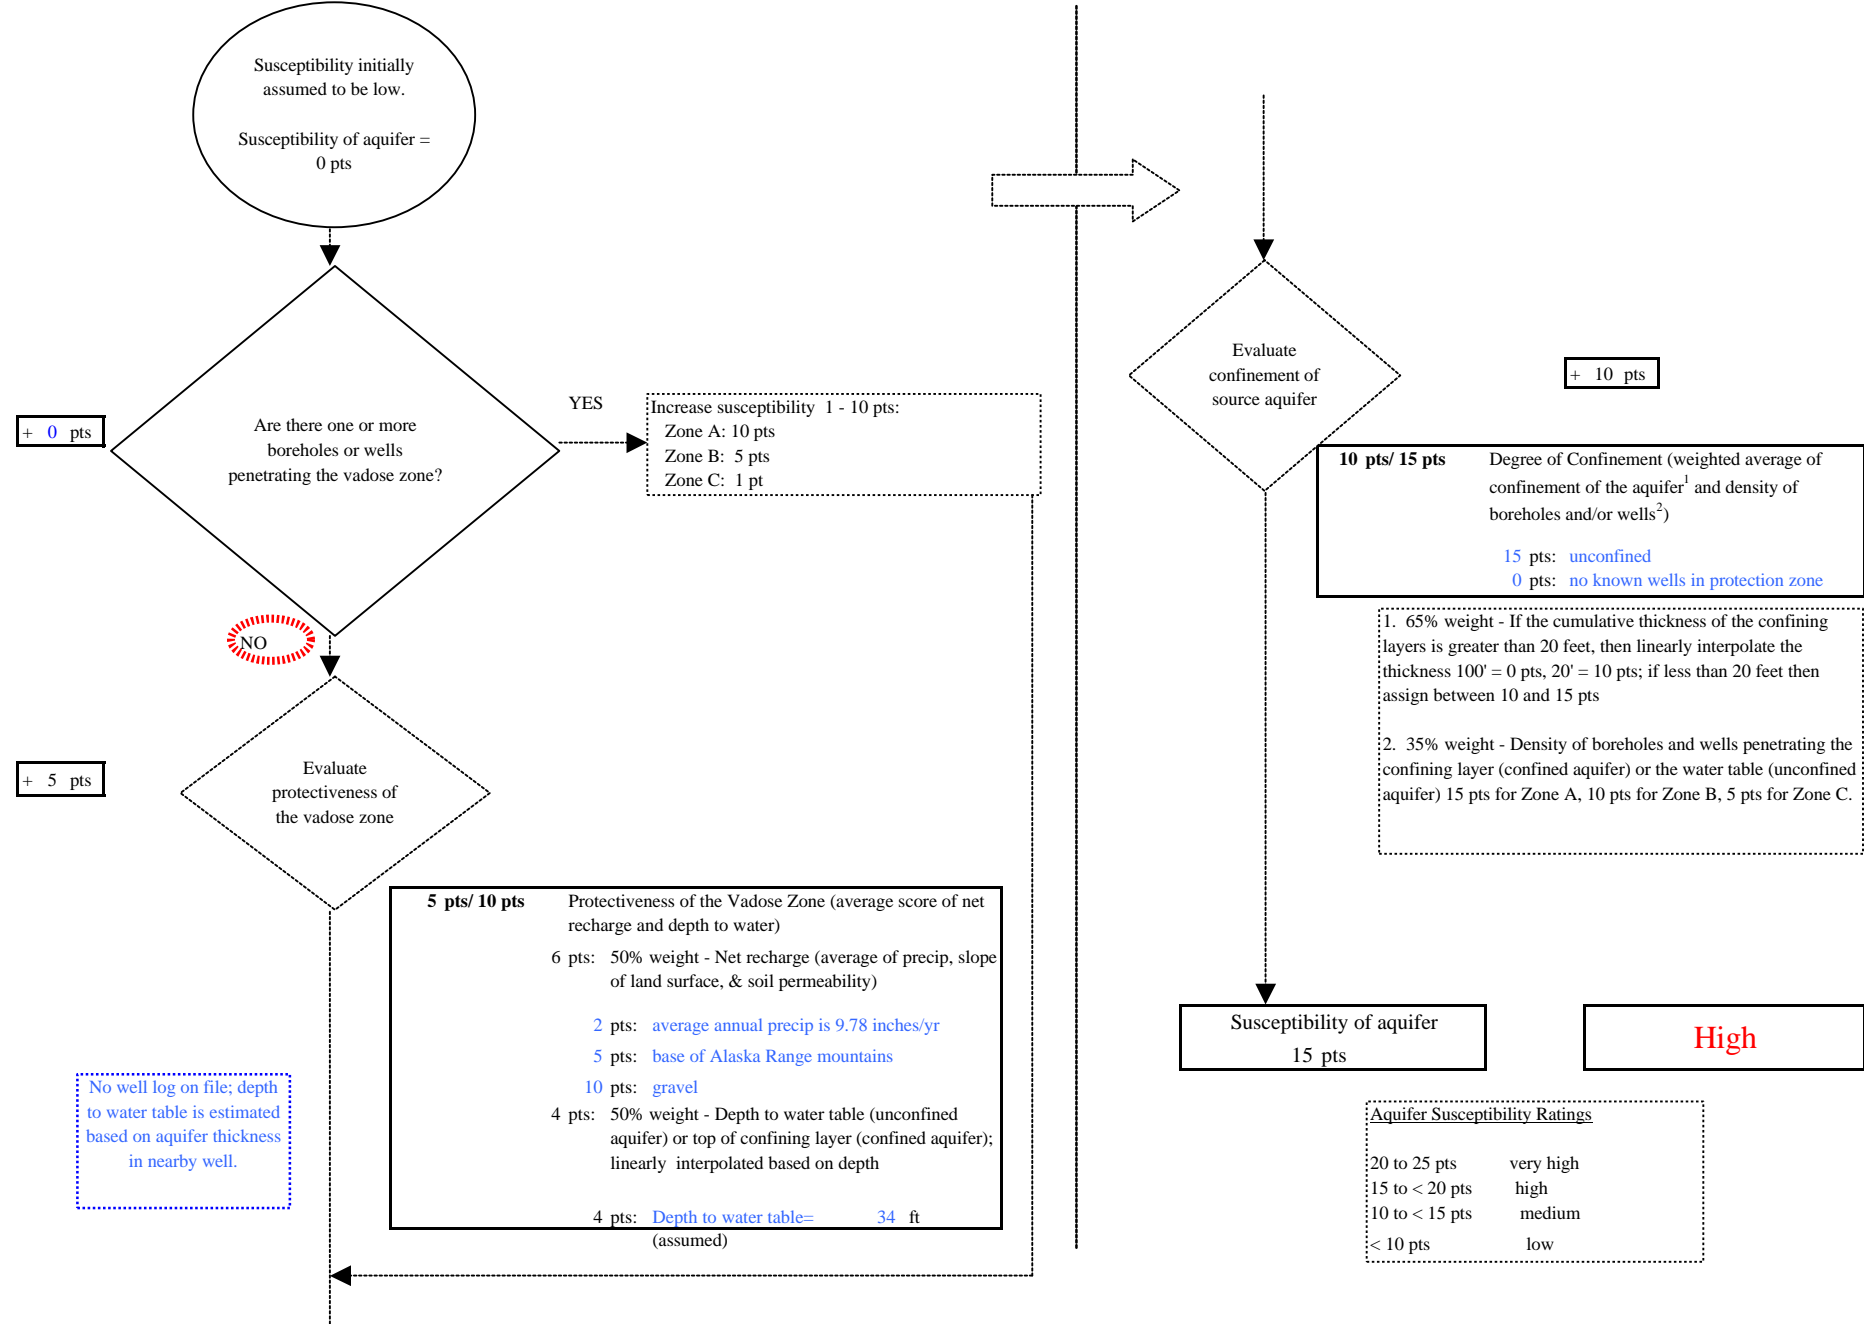 Susceptibility initially
assumed to be low.
Susceptibility of aquifer =
0 pts
+ 0 pts
Are there one or more
boreholes or wells
penetrating the vadose zone?
YES
Increase susceptibility 1 - 10 pts:
Zone A: 10 pts
Zone B: 5 pts
Zone C: 1 pt
NO
+ 5 pts
Evaluate
protectiveness of
the vadose zone
5 pts/ 10 pts Protectiveness of the Vadose Zone (average score of net
recharge and depth to water)
6 pts: 50% weight - Net recharge (average of precip, slope
of land surface, & soil permeability)
2 pts: average annual precip is 9.78 inches/yr
5 pts: base of Alaska Range mountains
10 pts: gravel
4 pts: 50% weight - Depth to water table (unconfined
aquifer) or top of confining layer (confined aquifer);
linearly interpolated based on depth
4 pts: Depth to water table= 34 ft
(assumed)
No well log on file; depth
to water table is estimated
based on aquifer thickness
in nearby well.
Evaluate
confinement of
source aquifer
+ 10 pts
10 pts/ 15 pts Degree of Confinement (weighted average of
confinement of the aquifer1 and density of
boreholes and/or wells2)
15 pts: unconfined
0 pts: no known wells in protection zone
1. 65% weight - If the cumulative thickness of the confining
layers is greater than 20 feet, then linearly interpolate the
thickness 100' = 0 pts, 20' = 10 pts; if less than 20 feet then
assign between 10 and 15 pts
2. 35% weight - Density of boreholes and wells penetrating the
confining layer (confined aquifer) or the water table (unconfined
aquifer) 15 pts for Zone A, 10 pts for Zone B, 5 pts for Zone C.
Susceptibility of aquifer
15 pts
High
Aquifer Susceptibility Ratings
20 to 25 pts very high
15 to < 20 pts high
10 to < 15 pts medium
< 10 pts low